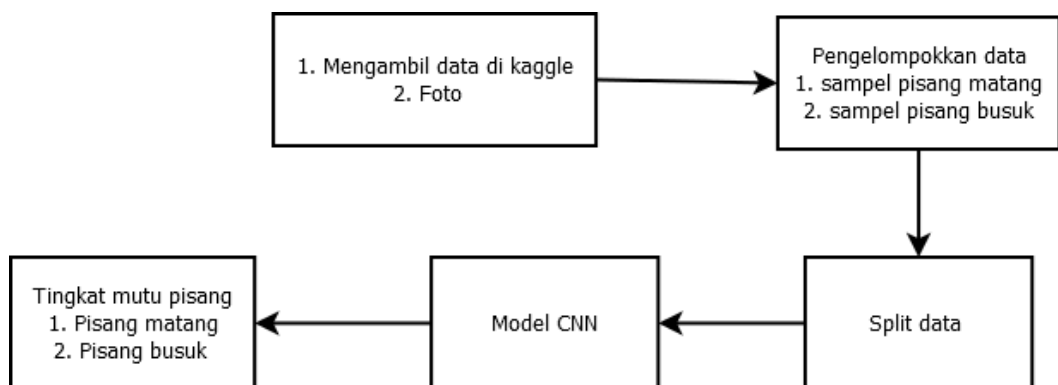 1. Mengambil data di kaggle
2. Foto
Pengelompokkan data
1. sampel pisang matang
2. sampel pisang busuk
Split data
Model CNN
Tingkat mutu pisang
1. Pisang matang
2. Pisang busuk